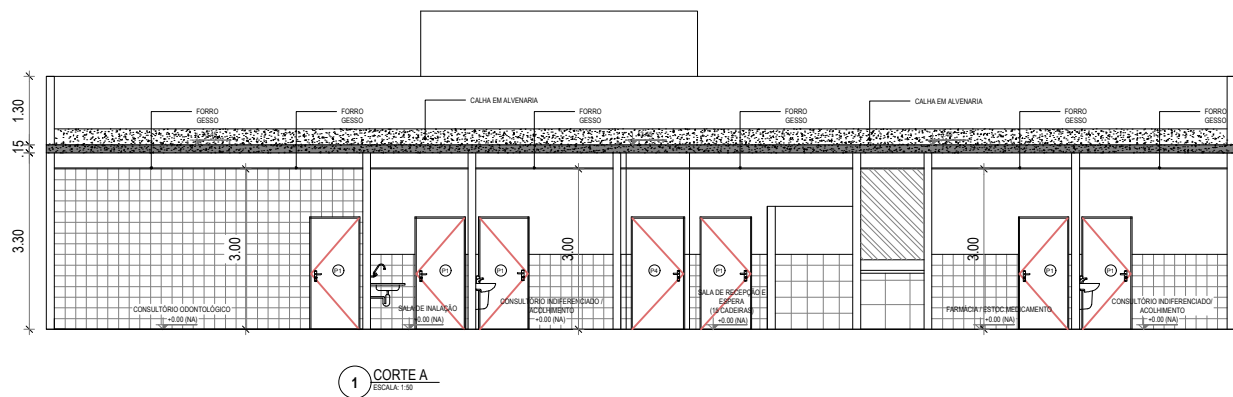 1.30
.15
3.30
FORRO
GESSO
FORRO
GESSO
CALHA EM ALVENARIA
FORRO
GESSO
FORRO
GESSO
CALHA EM ALVENARIA
FORRO
GESSO
FORRO
GESSO
3.00
3.00
3.00
P1
P1
P1
P4
P1
P1
P1
CONSULTÓRIO ODONTOLÓGICO
+0.00 (NA)
SALA DE INALAÇÃO
+0.00 (NA)
CONSULTÓRIO INDIFERENCIADO /
ACOLHIMENTO
+0.00 (NA)
SALA DE RECEPÇÃO E
ESPERA
(15 CADEIRAS)
+0.00 (NA)
FARMÁCIA / ESTOC.MEDICAMENTO
+0.00 (NA)
CONSULTÓRIO INDIFERENCIADO/
ACOLHIMENTO
+0.00 (NA)
1
CORTE A
ESCALA: 1:50